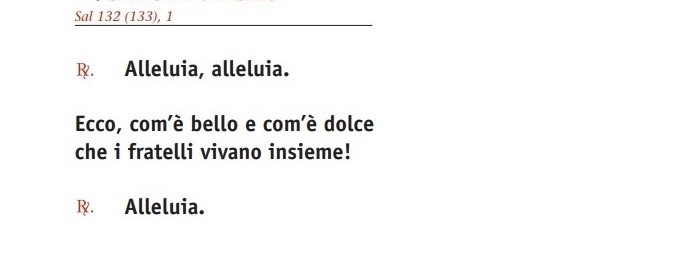 Sal 132 (133), 1
℟. Alleluia, alleluia.
Ecco, com'è bello e com'è dolce
che i fratelli vivano insieme!
℟. Alleluia.